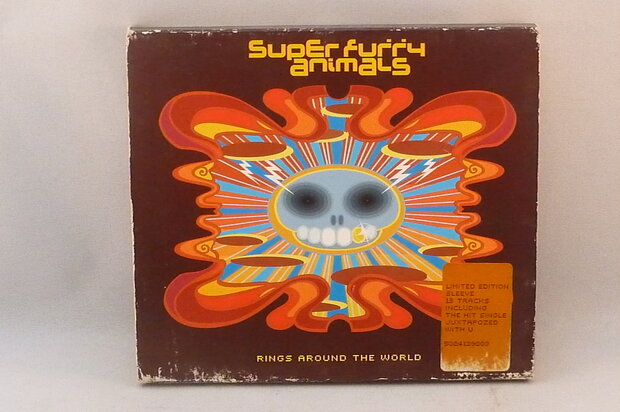 super furry
animals
LIMITED EDITION
SLEEVE
13 TRACKS
INCLUDING
THE HIT SINGLE
JUXTAPOZED
WITH U
RINGS AROUND THE WORLD